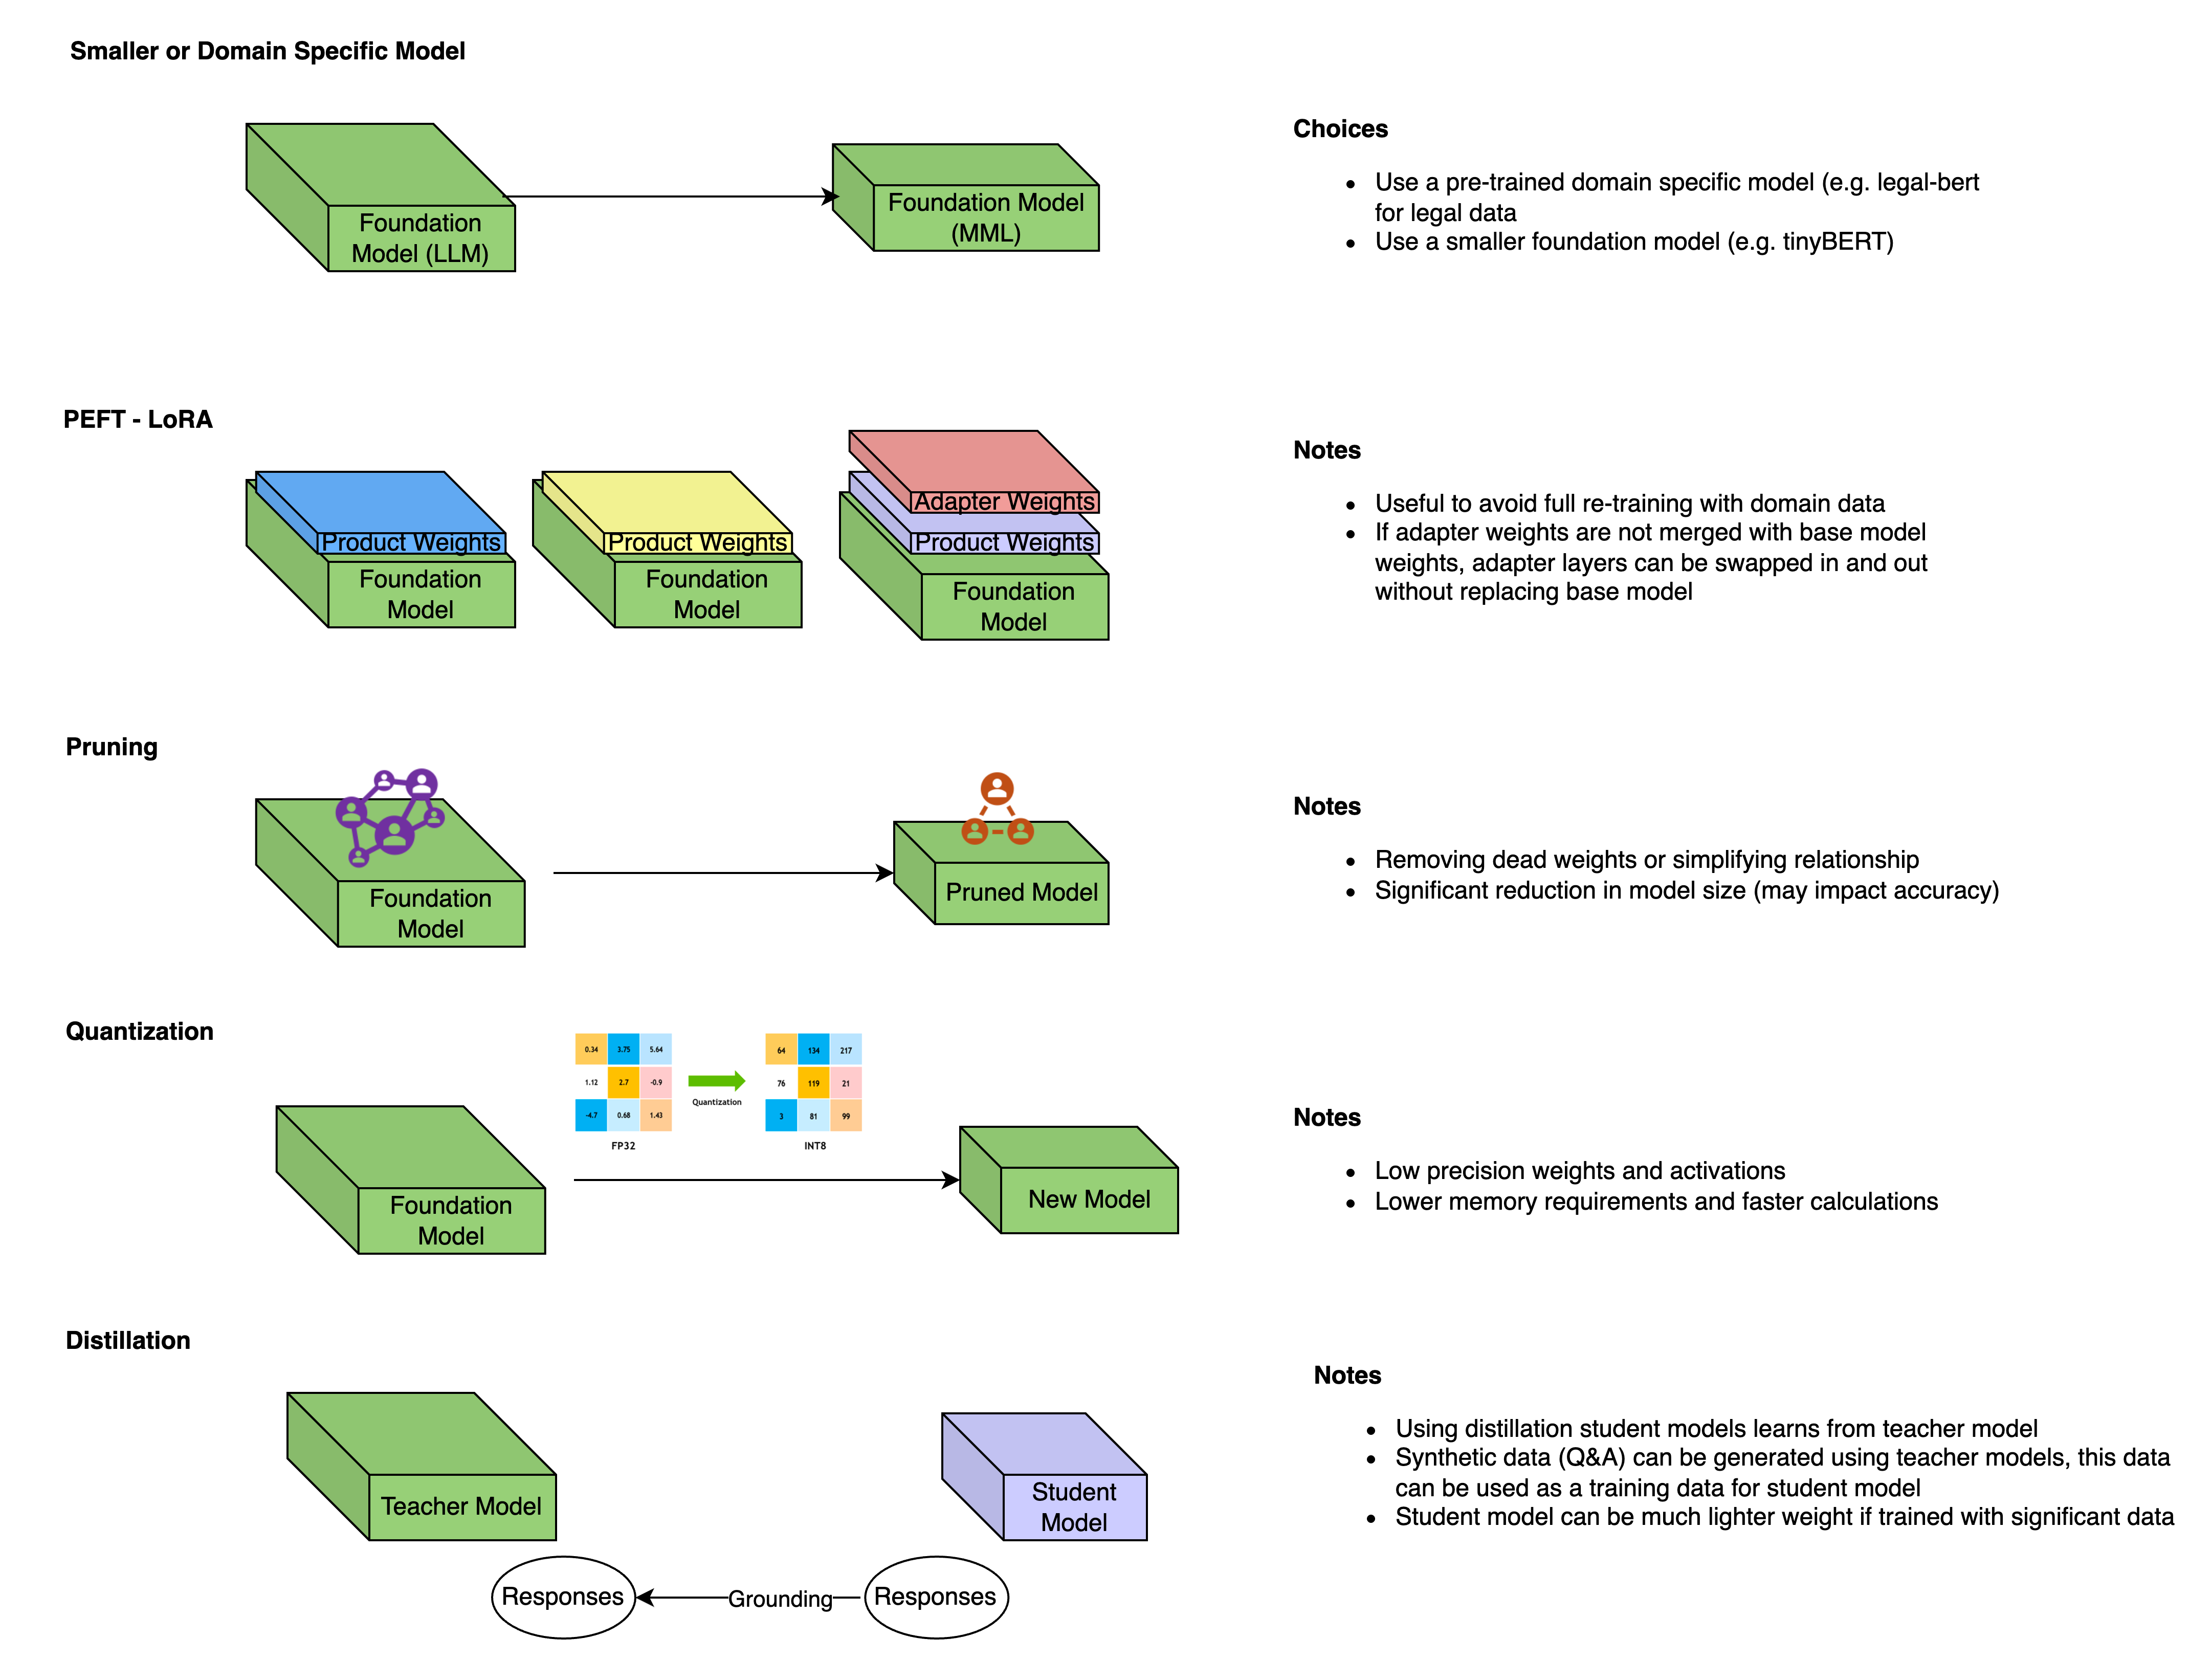 Smaller or Domain Specific Model
Foundation
Model (LLM)
Foundation Model
(MML)
Choices
Use a pre-trained domain specific model (e.g. legal-bert
for legal data
Use a smaller foundation model (e.g. tinyBERT)
PEFT - LoRA
Product Weights
Foundation
Model
Product Weights
Foundation
Model
Adapter Weights
Product Weights
Foundation
Model
Notes
Useful to avoid full re-training with domain data
If adapter weights are not merged with base model
weights, adapter layers can be swapped in and out
without replacing base model
Pruning
Foundation
Model
Pruned Model
Notes
Removing dead weights or simplifying relationship
Significant reduction in model size (may impact accuracy)
Quantization
0.34 3.75 5.64
1.12 2.7 -0.9
-4.7 0.68 1.43
FP32
Quantization
64 134 217
76 119 21
3 81 99
INT8
Foundation
Model
New Model
Notes
Low precision weights and activations
Lower memory requirements and faster calculations
Distillation
Teacher Model
Student
Model
Responses
Grounding
Responses
Notes
Using distillation student models learns from teacher model
Synthetic data (Q&A) can be generated using teacher models, this data
can be used as a training data for student model
Student model can be much lighter weight if trained with significant data